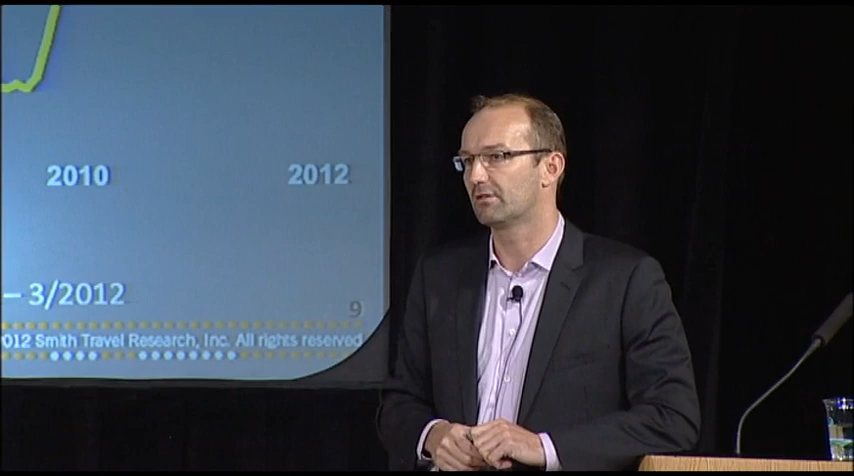 2010 2012
– 3/2012
9
2012 Smith Travel Research, Inc. All rights reserved